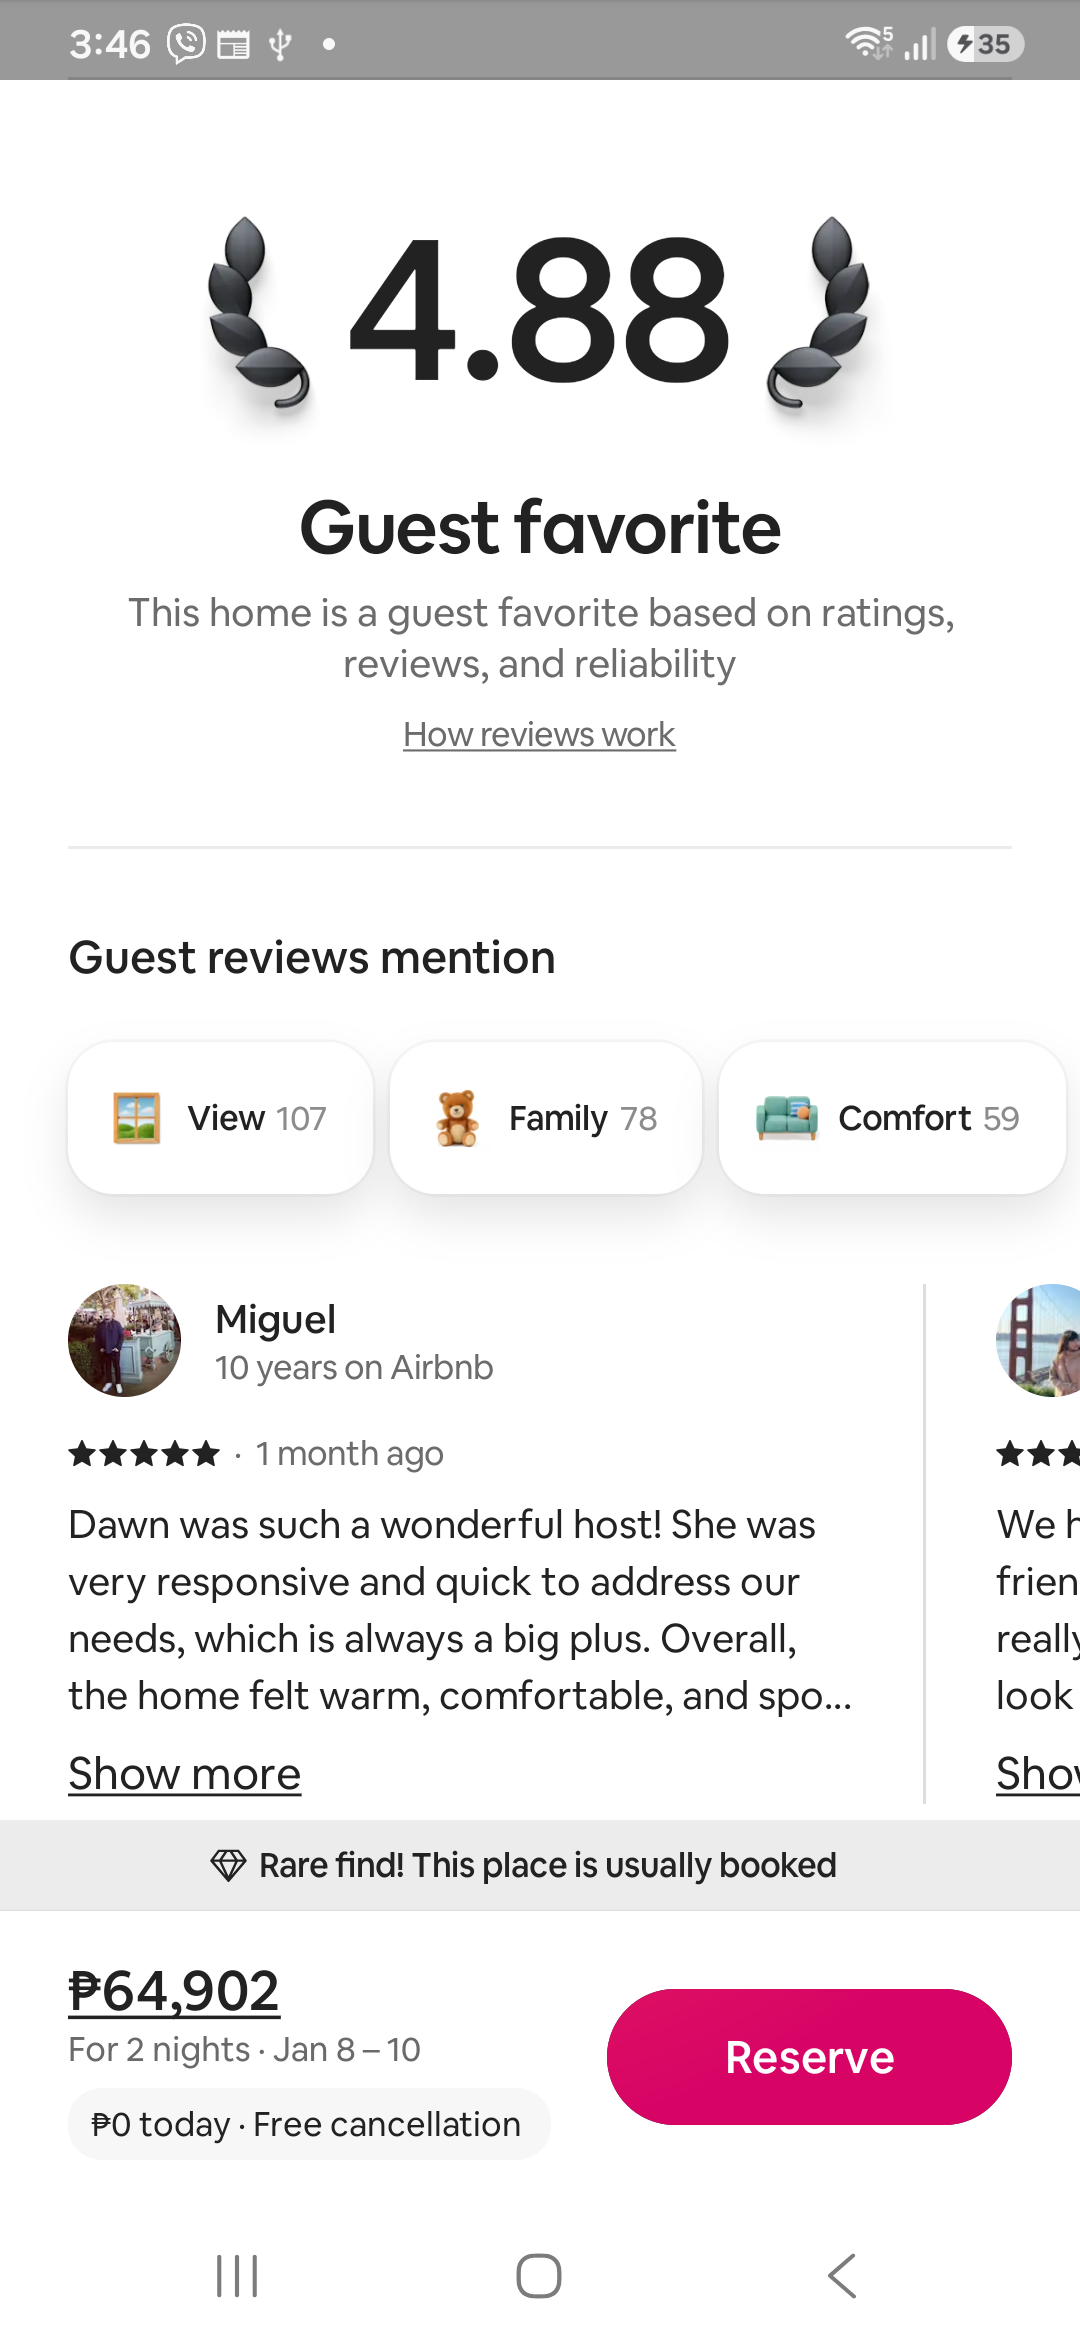 3:46
5
35
4.88
Guest favorite
This home is a guest favorite based on ratings,
reviews, and reliability
How reviews work
Guest reviews mention
View 107
Family 78
Comfort 59
Miguel
10 years on Airbnb
★★★★★ · 1 month ago
Dawn was such a wonderful host! She was
very responsive and quick to address our
needs, which is always a big plus. Overall,
the home felt warm, comfortable, and spo...
Show more
We
really
look
Rare find! This place is usually booked
₱64,902
For 2 nights · Jan 8 – 10
₱0 today · Free cancellation
Reserve